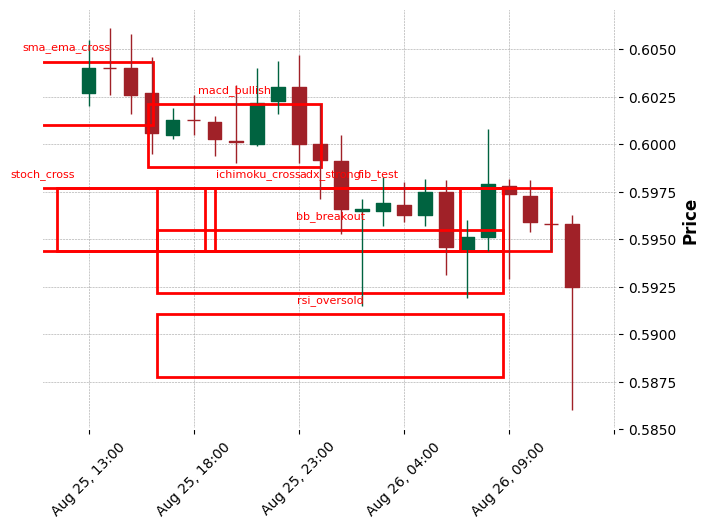 sma_ema_cross
macd_bullish
stoch_cross
ichimoku_cross
adx_strong
fib_test
bb_breakout
rsi_oversold
0.6050
0.6025
0.6000
0.5975
0.5950
0.5925
0.5900
0.5875
0.5850
Price
Aug 25, 13:00
Aug 25, 18:00
Aug 25, 23:00
Aug 26, 04:00
Aug 26, 09:00